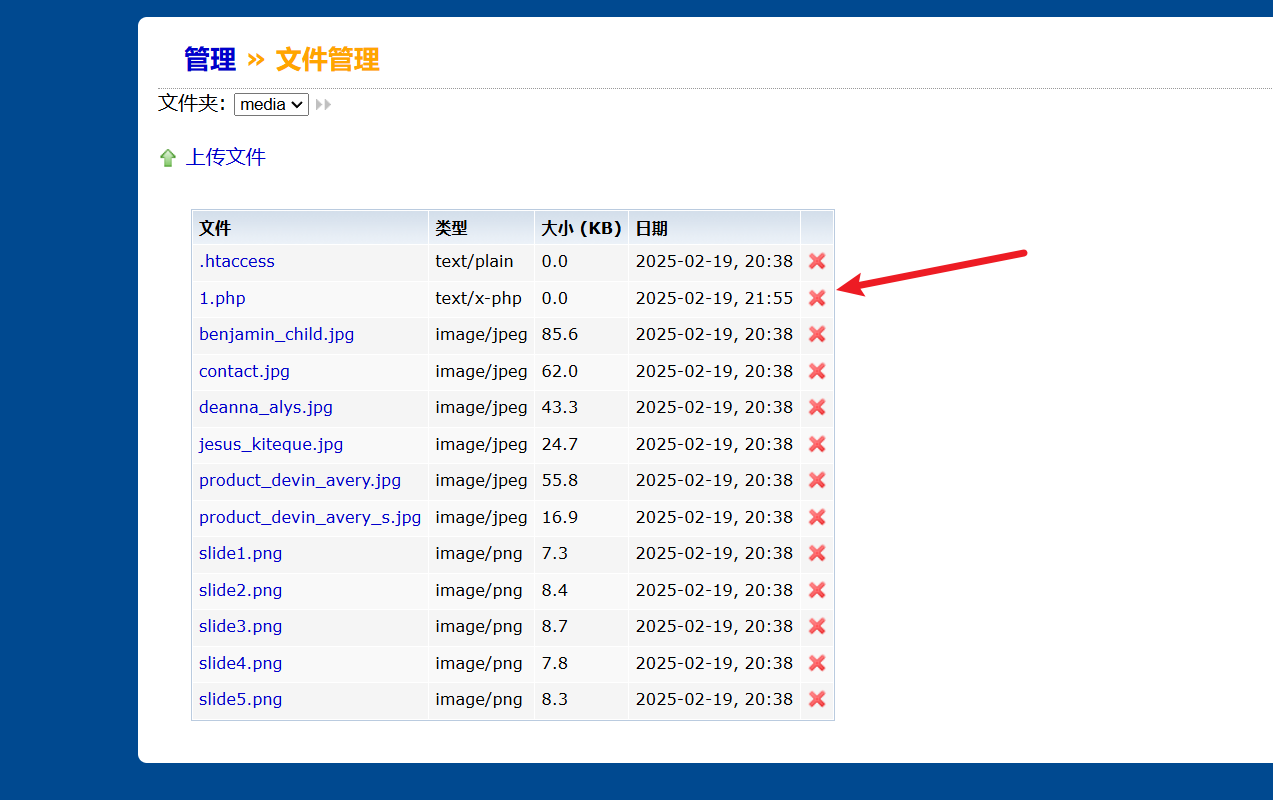 管理 » 文件管理
文件夹: media
上传文件
文件 类型 大小 (KB) 日期
.htaccess text/plain 0.0 2025-02-19, 20:38
1.php text/x-php 0.0 2025-02-19, 21:55
benjamin_child.jpg image/jpeg 85.6 2025-02-19, 20:38
contact.jpg image/jpeg 62.0 2025-02-19, 20:38
deanna_alys.jpg image/jpeg 43.3 2025-02-19, 20:38
jesus_kiteque.jpg image/jpeg 24.7 2025-02-19, 20:38
product_devin_avery.jpg image/jpeg 55.8 2025-02-19, 20:38
product_devin_avery_s.jpg image/jpeg 16.9 2025-02-19, 20:38
slide1.png image/png 7.3 2025-02-19, 20:38
slide2.png image/png 8.4 2025-02-19, 20:38
slide3.png image/png 8.7 2025-02-19, 20:38
slide4.png image/png 7.8 2025-02-19, 20:38
slide5.png image/png 8.3 2025-02-19, 20:38